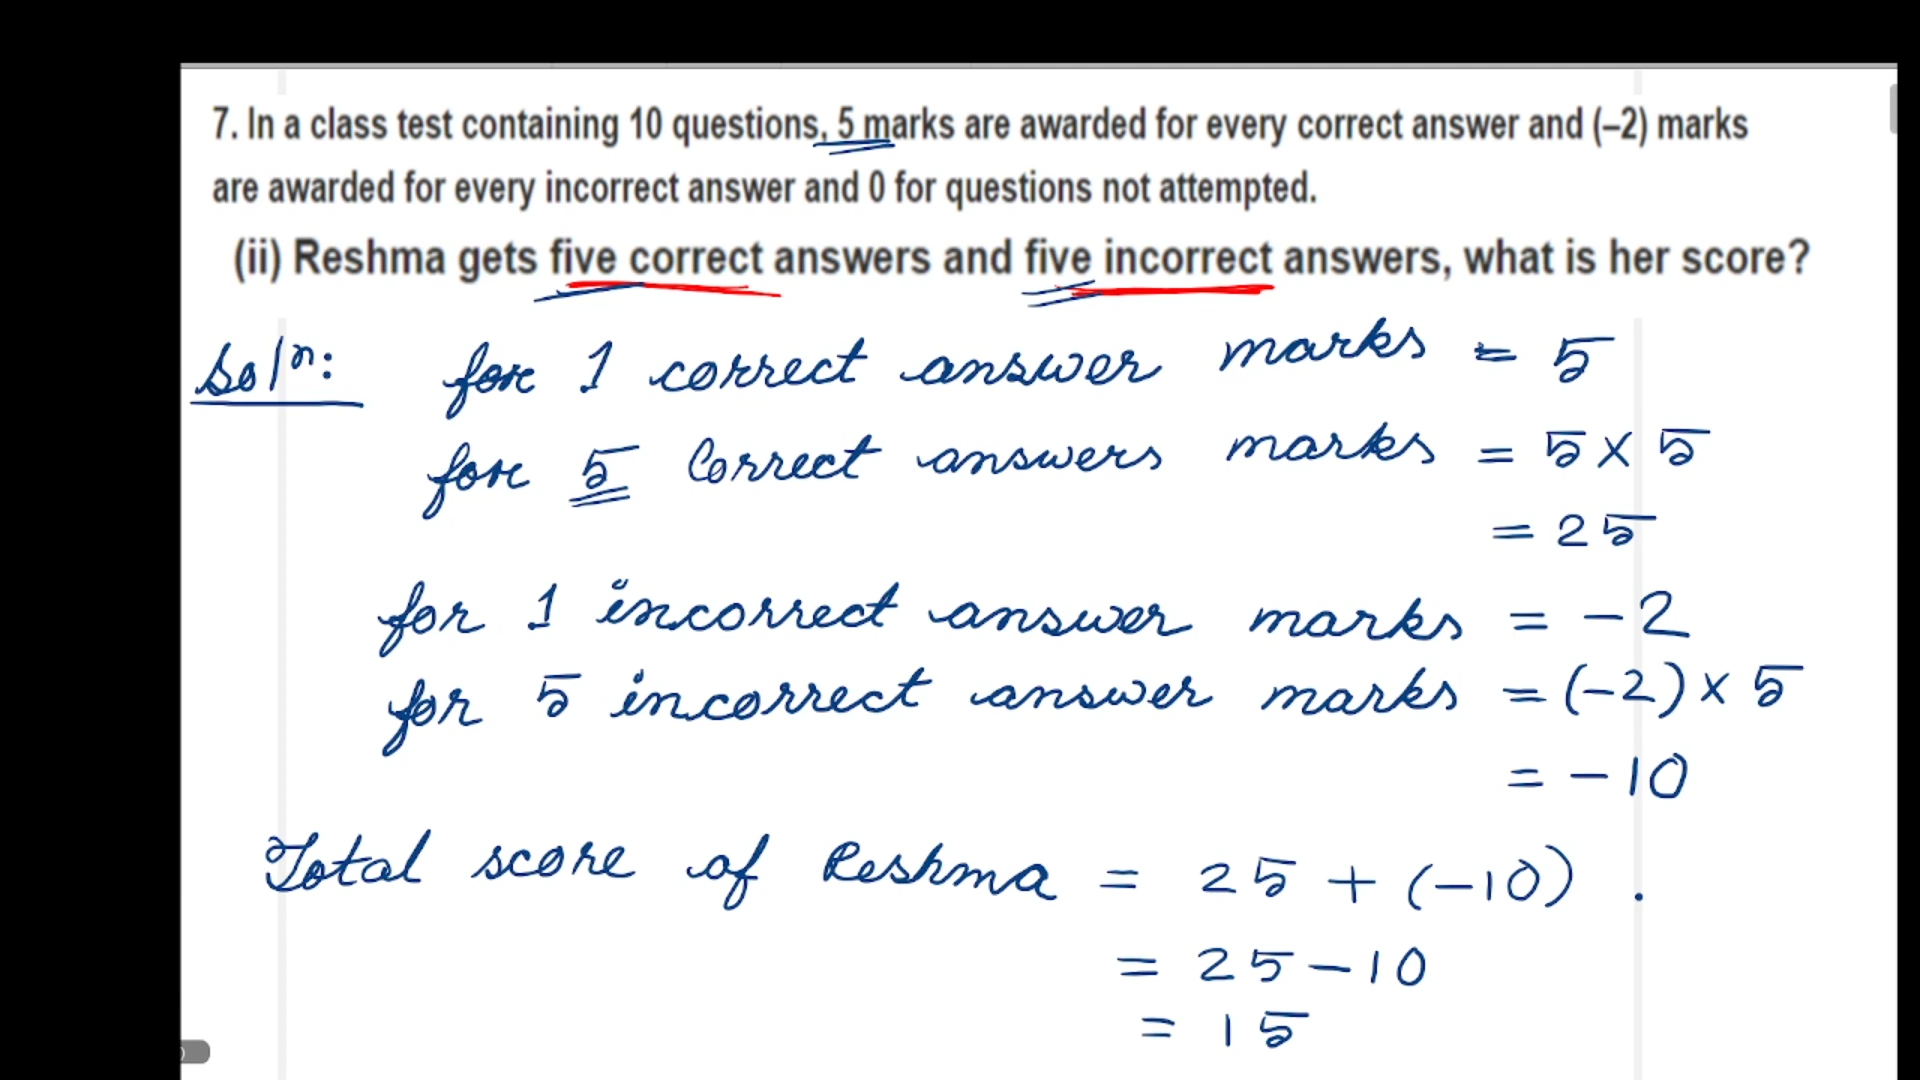 7. In a class test containing 10 questions, 5 marks are awarded for every correct answer and (–2) marks
are awarded for every incorrect answer and 0 for questions not attempted.
(ii) Reshma gets five correct answers and five incorrect answers, what is her score?
Solⁿ: for 1 correct answer marks = 5
for 5 Correct answers marks = 5 × 5
= 25
for 1 incorrect answer marks = -2
for 5 incorrect answer marks = (-2) × 5
= -10
Total score of Reshma = 25 + (-10) .
= 25 - 10
= 15